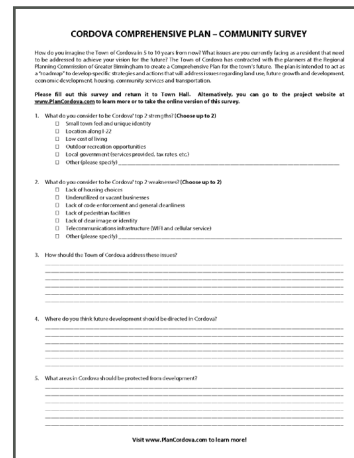 CORDOVA COMPREHENSIVE PLAN – COMMUNITY SURVEY
How do you imagine the Town of Cordova in 5 to 10 years from now? What issues are you currently facing as a resident that need
to be addressed to achieve your vision for the future? The Town of Cordova has contracted with the planners at the Regional
Planning Commission of Greater Birmingham to create a Comprehensive Plan for the town's future. The plan is intended to act as
a "roadmap" to develop specific strategies and actions that will address issues regarding land use, future growth and development,
economic development, housing, community services and transportation.
Please fill out this survey and return it to Town Hall. Alternatively, you can go to the project website at
www.PlanCordova.com to learn more or to take the online version of this survey.
1. What do you consider to be Cordova' top 2 strengths? (Choose up to 2)
☐ Small town feel and unique identity
☐ Location along I-22
☐ Low cost of living
☐ Outdoor recreation opportunities
☐ Local government (services provided, tax rates, etc.)
☐ Other (please specify)
2. What do you consider to be Cordova' top 2 weaknesses? (Choose up to 2)
☐ Lack of housing choices
☐ Underutilized or vacant businesses
☐ Lack of code enforcement and general cleanliness
☐ Lack of pedestrian facilities
☐ Lack of clear image or identity
☐ Telecommunications infrastructure (WIFI and cellular service)
☐ Other (please specify)
3. How should the Town of Cordova address these issues?
4. Where do you think future development should be directed in Cordova?
5. What areas in Cordova should be protected from development?
Visit www.PlanCordova.com to learn more!